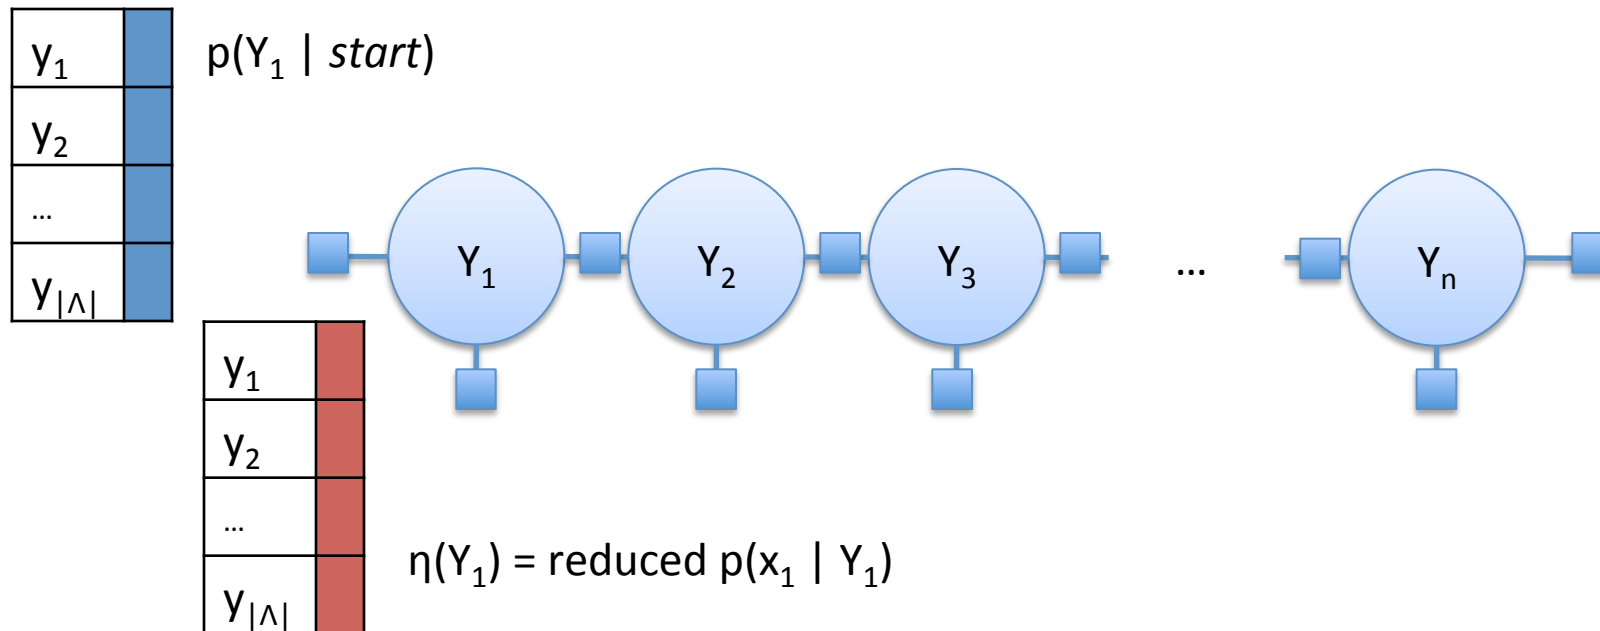 y₁
y₂
...
y|Λ|
p(Y₁ | start)
Y₁
Y₂
Y₃
...
Yₙ
y₁
y₂
...
y|Λ|
η(Y₁) = reduced p(x₁ | Y₁)